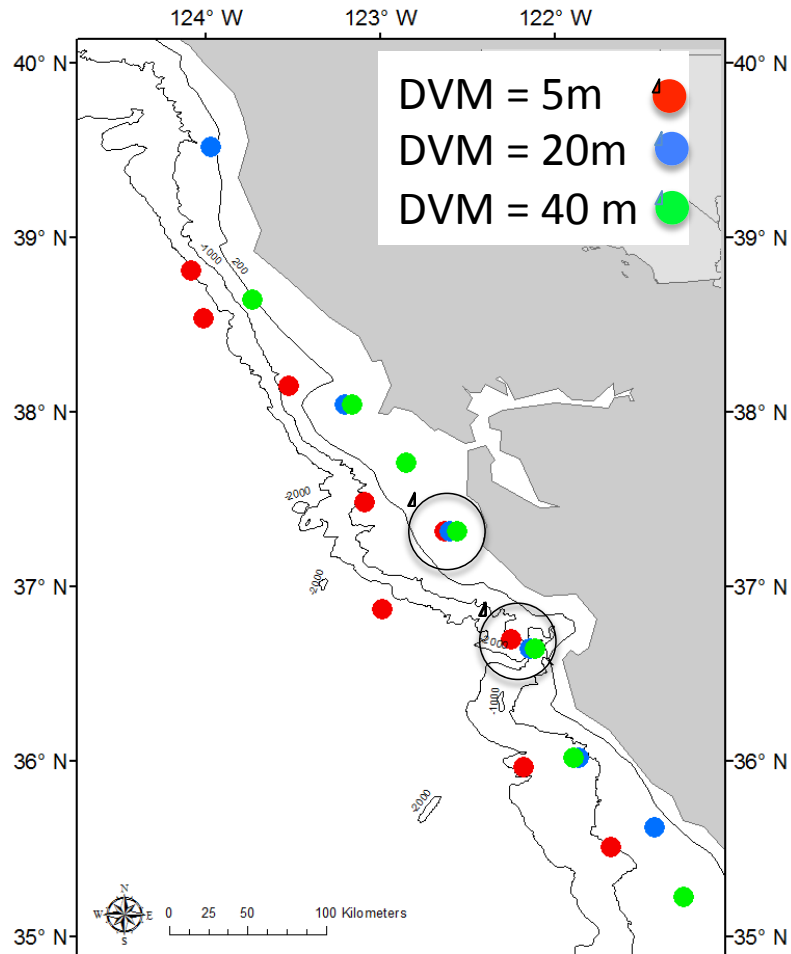 124° W 123° W 122° W
40° N 40° N
DVM = 5m
DVM = 20m
DVM = 40 m
39° N 39° N
-1000
200
38° N 38° N
-2000
-2000
37° N 37° N
-2000
-1000
36° N 36° N
-2000
N
W E
S
0 25 50 100 Kilometers
35° N 35° N